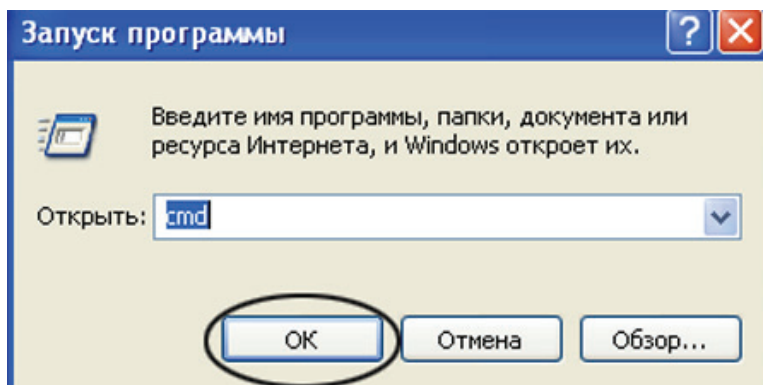 Запуск программы
Введите имя программы, папки, документа или
ресурса Интернета, и Windows откроет их.
Открыть: cmd
OK Отмена Обзор...